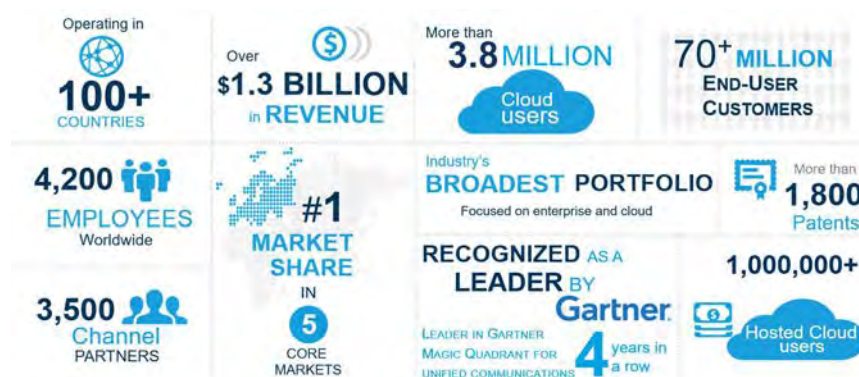 Operating in
100+
COUNTRIES
Over
$1.3 BILLION
in REVENUE
More than
3.8 MILLION
Cloud
users
70+ MILLION
END-USER
CUSTOMERS
4,200
EMPLOYEES
Worldwide
#1
MARKET
SHARE
IN
5
CORE
MARKETS
Industry's
BROADEST PORTFOLIO
Focused on enterprise and cloud
More than
1,800
Patents
3,500
Channel
PARTNERS
RECOGNIZED AS A
LEADER BY
Gartner
LEADER IN GARTNER
MAGIC QUADRANT FOR
UNIFIED COMMUNICATIONS
4 years in
a row
1,000,000+
Hosted Cloud
users